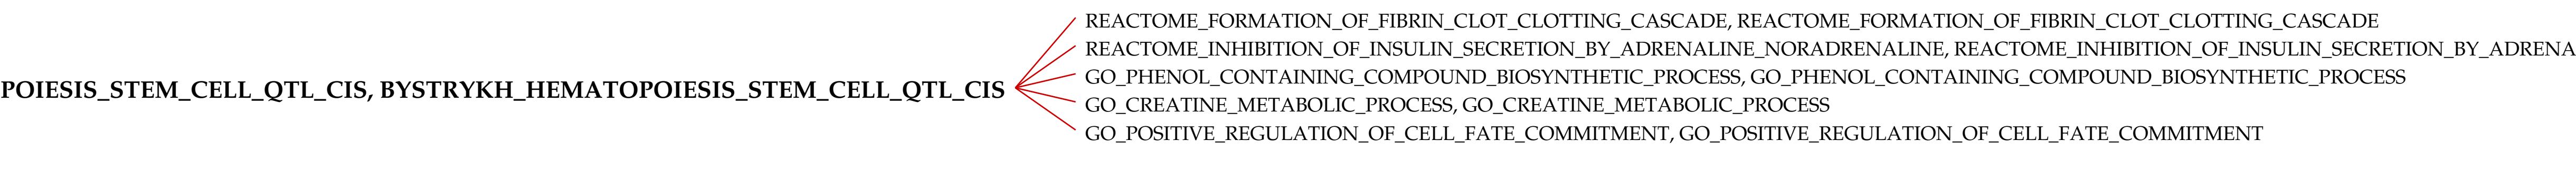 REACTOME_FORMATION_OF_FIBRIN_CLOT_CLOTTING_CASCADE, REACTOME_FORMATION_OF_FIBRIN_CLOT_CLOTTING_CASCADE
REACTOME_INHIBITION_OF_INSULIN_SECRETION_BY_ADRENALINE_NORADRENALINE, REACTOME_INHIBITION_OF_INSULIN_SECRETION_BY_ADRENA
GO_PHENOL_CONTAINING_COMPOUND_BIOSYNTHETIC_PROCESS, GO_PHENOL_CONTAINING_COMPOUND_BIOSYNTHETIC_PROCESS
POIESIS_STEM_CELL_QTL_CIS, BYSTRYKH_HEMATOPOIESIS_STEM_CELL_QTL_CIS
GO_CREATINE_METABOLIC_PROCESS, GO_CREATINE_METABOLIC_PROCESS
GO_POSITIVE_REGULATION_OF_CELL_FATE_COMMITMENT, GO_POSITIVE_REGULATION_OF_CELL_FATE_COMMITMENT